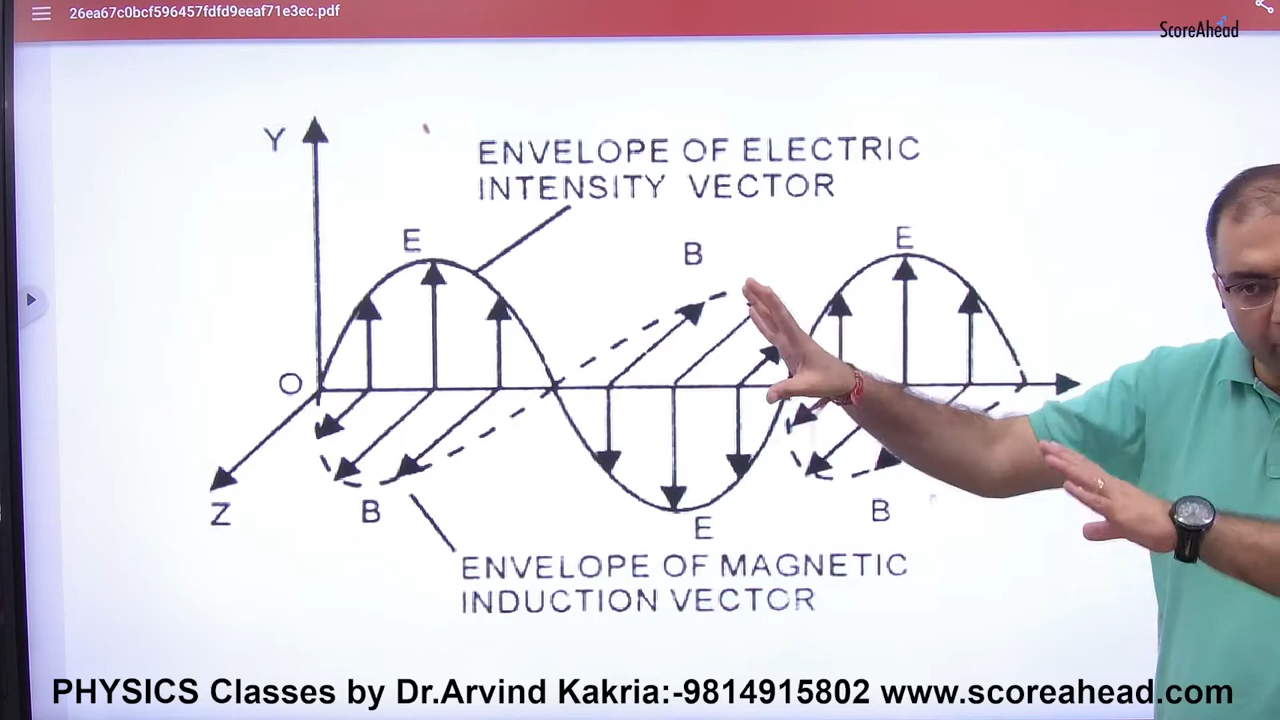 26ea67c0bcf596457fdfd9eeaf71e3ec.pdf
ScoreAhead
Y
ENVELOPE OF ELECTRIC
INTENSITY VECTOR
E
B
E
O
Z
B
E
B
ENVELOPE OF MAGNETIC
INDUCTION VECTOR
PHYSICS Classes by Dr.Arvind Kakria:-9814915802 www.scoreahead.com